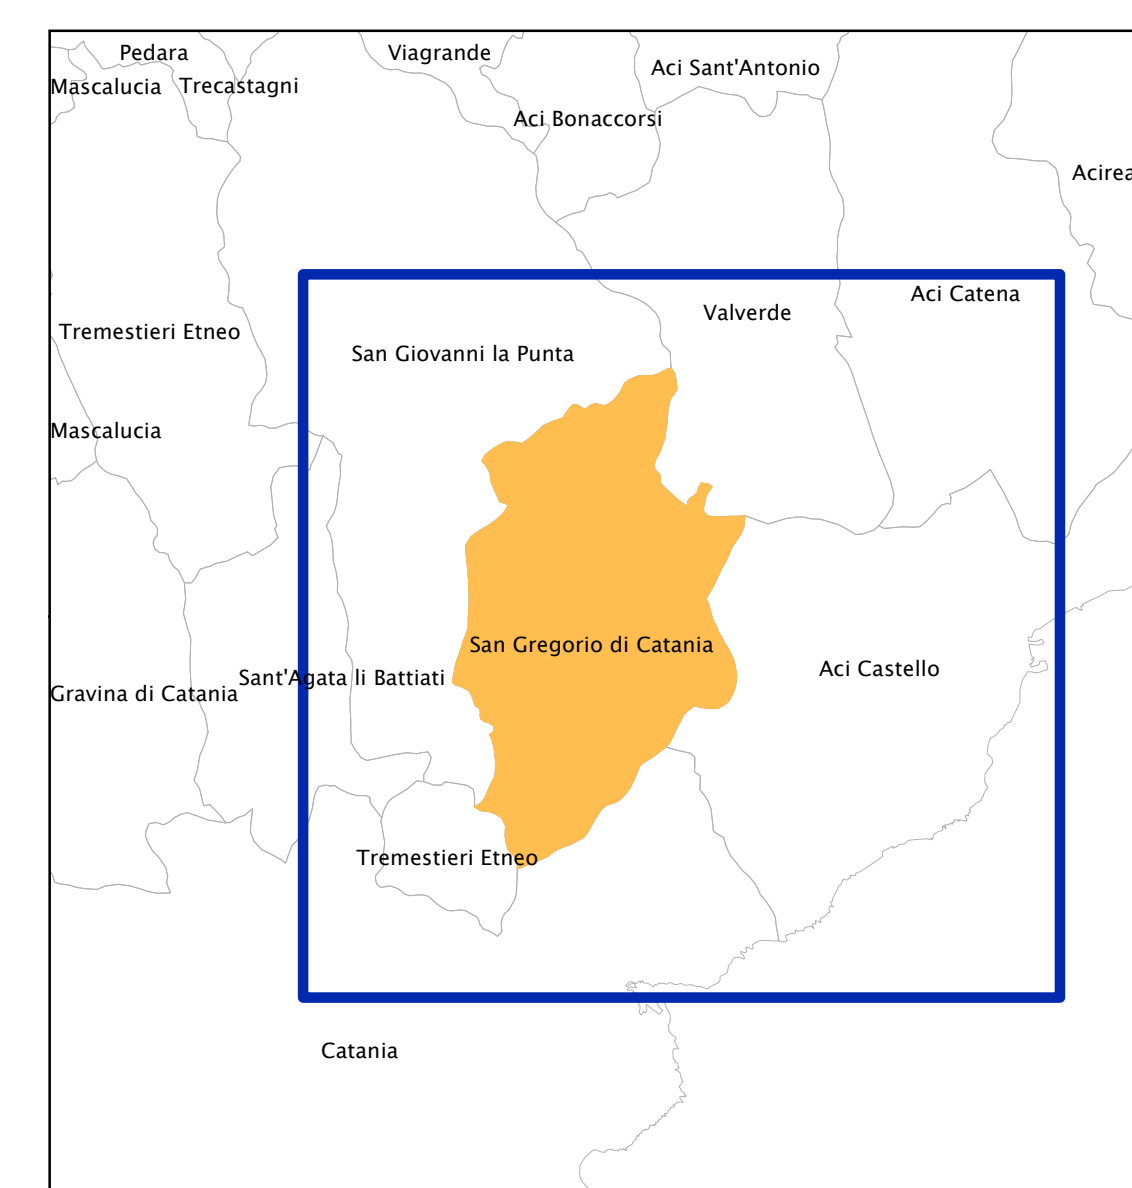 Pedara
Viagrande
Aci Sant'Antonio
Mascalucia
Trecastagni
Aci Bonaccorsi
Acirea
Aci Catena
Valverde
Tremestieri Etneo
San Giovanni la Punta
Mascalucia
San Gregorio di Catania
Aci Castello
Sant'Agata li Battiati
Gravina di Catania
Tremestieri Etneo
Catania